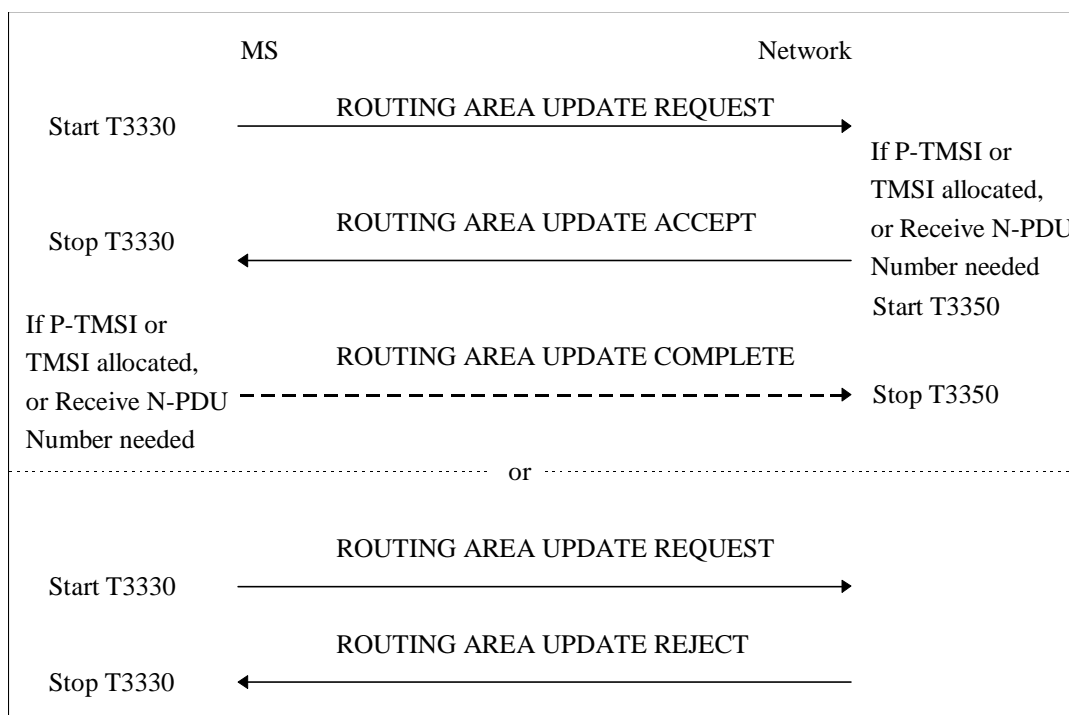 MS
Network
ROUTING AREA UPDATE REQUEST
Start T3330
If P-TMSI or
TMSI allocated,
or Receive N-PDU
Number needed
Start T3350
ROUTING AREA UPDATE ACCEPT
Stop T3330
If P-TMSI or
TMSI allocated,
or Receive N-PDU
Number needed
ROUTING AREA UPDATE COMPLETE
Stop T3350
or
ROUTING AREA UPDATE REQUEST
Start T3330
ROUTING AREA UPDATE REJECT
Stop T3330